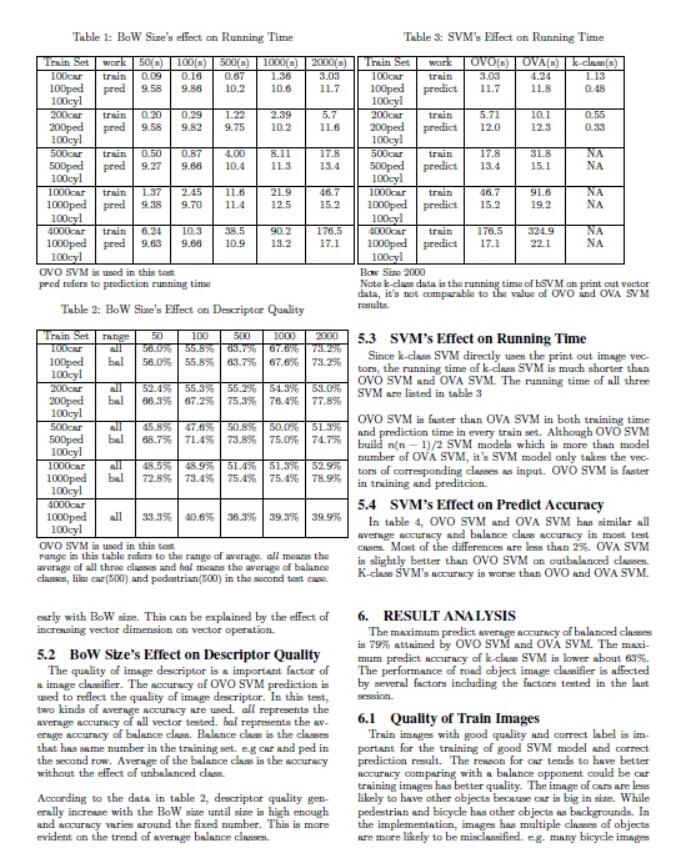 Table 1: BoW Size's effect on Running Time
Train Set work 50(s) 100(s) 500(s) 1000(s) 2000(s)
100car train 0.09 0.16 0.67 1.36 3.03
100ped pred 9.58 9.86 10.2 10.6 11.7
100cyl
200car train 0.20 0.29 1.22 2.39 5.7
200ped pred 9.58 9.82 9.75 10.2 11.6
100cyl
500car train 0.50 0.87 4.00 8.11 17.8
500ped pred 9.27 9.66 10.4 11.3 13.4
100cyl
1000car train 1.37 2.45 11.6 21.9 46.7
1000ped pred 9.38 9.70 11.4 12.5 15.2
100cyl
4000car train 6.24 10.3 38.5 90.2 176.5
1000ped pred 9.63 9.66 10.9 13.2 17.1
100cyl
OVO SVM is used in this test
pred refers to prediction running time
Table 2: BoW Size's Effect on Descriptor Quality
Train Set range 50 100 500 1000 2000
100car all 56.0% 55.8% 63.7% 67.6% 73.2%
100ped bal 56.0% 55.8% 63.7% 67.6% 73.2%
100cyl
200car all 52.4% 55.3% 55.2% 54.3% 53.0%
200ped bal 66.3% 67.2% 75.3% 76.4% 77.8%
100cyl
500car all 45.8% 47.6% 50.8% 50.0% 51.3%
500ped bal 68.7% 71.4% 73.8% 75.0% 74.7%
100cyl
1000car all 48.5% 48.9% 51.4% 51.3% 52.9%
1000ped bal 72.8% 73.4% 75.4% 75.4% 78.9%
100cyl
4000car
1000ped all 33.3% 40.6% 36.3% 39.3% 39.9%
100cyl
OVO SVM is used in this test
range in this table refers to the range of average. all means the
average of all three classes and bal means the average of balance
classes, like car(500) and pedestrian(500) in the second test case.
early with BoW size. This can be explained by the effect of
increasing vector dimension on vector operation.
5.2 BoW Size's Effect on Descriptor Quality
The quality of image descriptor is a important factor of
a image classifier. The accuracy of OVO SVM prediction is
used to reflect the quality of image descriptor. In this test,
two kinds of average accuracy are used. all represents the
average accuracy of all vector tested. bal represents the av-
erage accuracy of balance class. Balance class is the classes
that has same number in the training set. e.g car and ped in
the second row. Average of the balance class is the accuracy
without the effect of unbalanced class.
According to the data in table 2, descriptor quality gen-
erally increase with the BoW size until size is high enough
and accuracy varies around the fixed number. This is more
evident on the trend of average balance classes.
Table 3: SVM's Effect on Running Time
Train Set work OVO(s) OVA(s) k-class(s)
100car train 3.03 4.24 1.13
100ped predict 11.7 11.8 0.48
100cyl
200car train 5.71 10.1 0.55
200ped predict 12.0 12.3 0.33
100cyl
500car train 17.8 31.8 NA
500ped predict 13.4 15.1 NA
100cyl
1000car train 46.7 91.6 NA
1000ped predict 15.2 19.2 NA
100cyl
4000car train 176.5 324.9 NA
1000ped predict 17.1 22.1 NA
100cyl
Bow Size 2000
Note k-class data is the running time of bSVM on print out vector
data, it's not comparable to the value of OVO and OVA SVM
results.
5.3 SVM's Effect on Running Time
Since k-class SVM directly uses the print out image vec-
tors, the running time of k-class SVM is much shorter than
OVO SVM and OVA SVM. The running time of all three
SVM are listed in table 3
OVO SVM is faster than OVA SVM in both training time
and prediction time in every train set. Although OVO SVM
build n(n − 1)/2 SVM models which is more than model
number of OVA SVM, it's SVM model only takes the vec-
tors of corresponding classes as input. OVO SVM is faster
in training and preditcion.
5.4 SVM's Effect on Predict Accuracy
In table 4, OVO SVM and OVA SVM has similar all
average accuracy and balance class accuracy in most test
cases. Most of the differences are less than 2%. OVA SVM
is slightly better than OVO SVM on outbalanced classes.
K-class SVM's accuracy is worse than OVO and OVA SVM.
6. RESULT ANALYSIS
The maximum predict average accuracy of balanced classes
is 79% attained by OVO SVM and OVA SVM. The maxi-
mum predict accuracy of k-class SVM is lower about 63%.
The performance of road object image classifier is affected
by several factors including the factors tested in the last
session.
6.1 Quality of Train Images
Train images with good quality and correct label is im-
portant for the training of good SVM model and correct
prediction result. The reason for car tends to have better
accuracy comparing with a balance opponent could be car
training images has better quality. The image of cars are less
likely to have other objects because car is big in size. While
pedestrian and bicycle has other objects as backgrounds. In
the implementation, images has multiple classes of objects
are more likely to be misclassified. e.g. many bicycle images